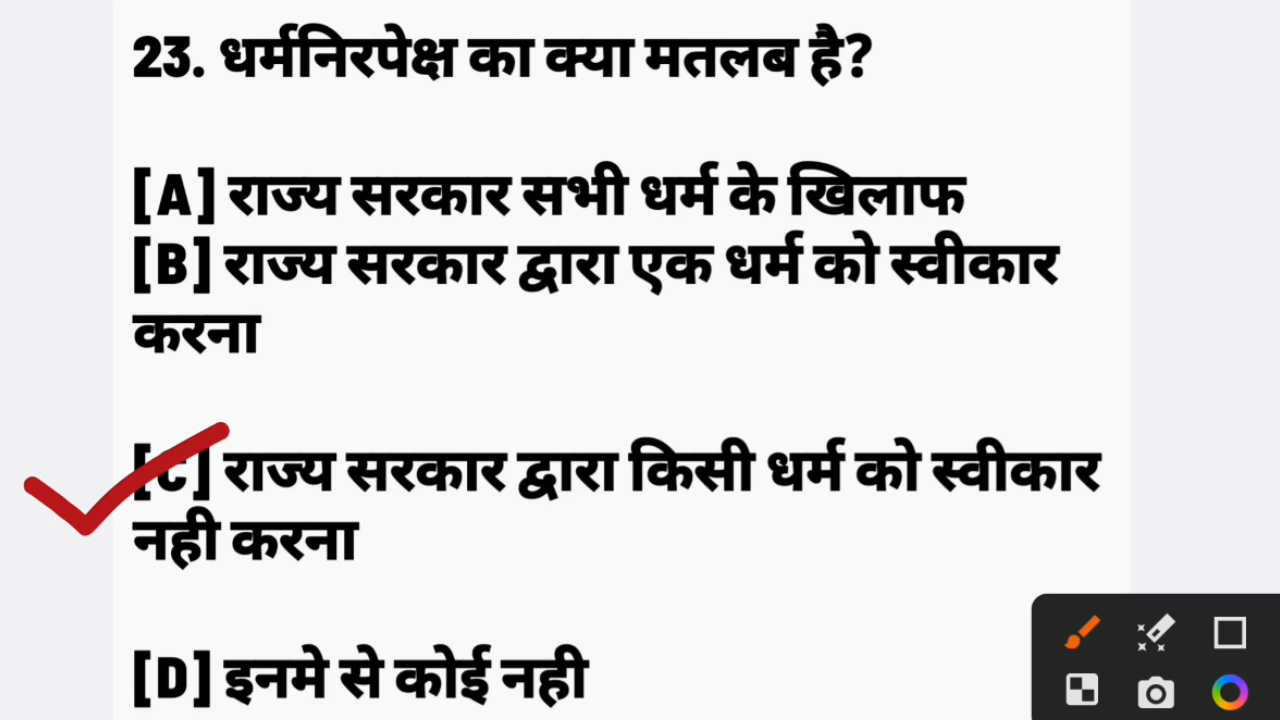 23. धर्मनिरपेक्ष का क्या मतलब है?
[A] राज्य सरकार सभी धर्म के खिलाफ
[B] राज्य सरकार द्वारा एक धर्म को स्वीकार
करना
[C] राज्य सरकार द्वारा किसी धर्म को स्वीकार
नही करना
[D] इनमे से कोई नही